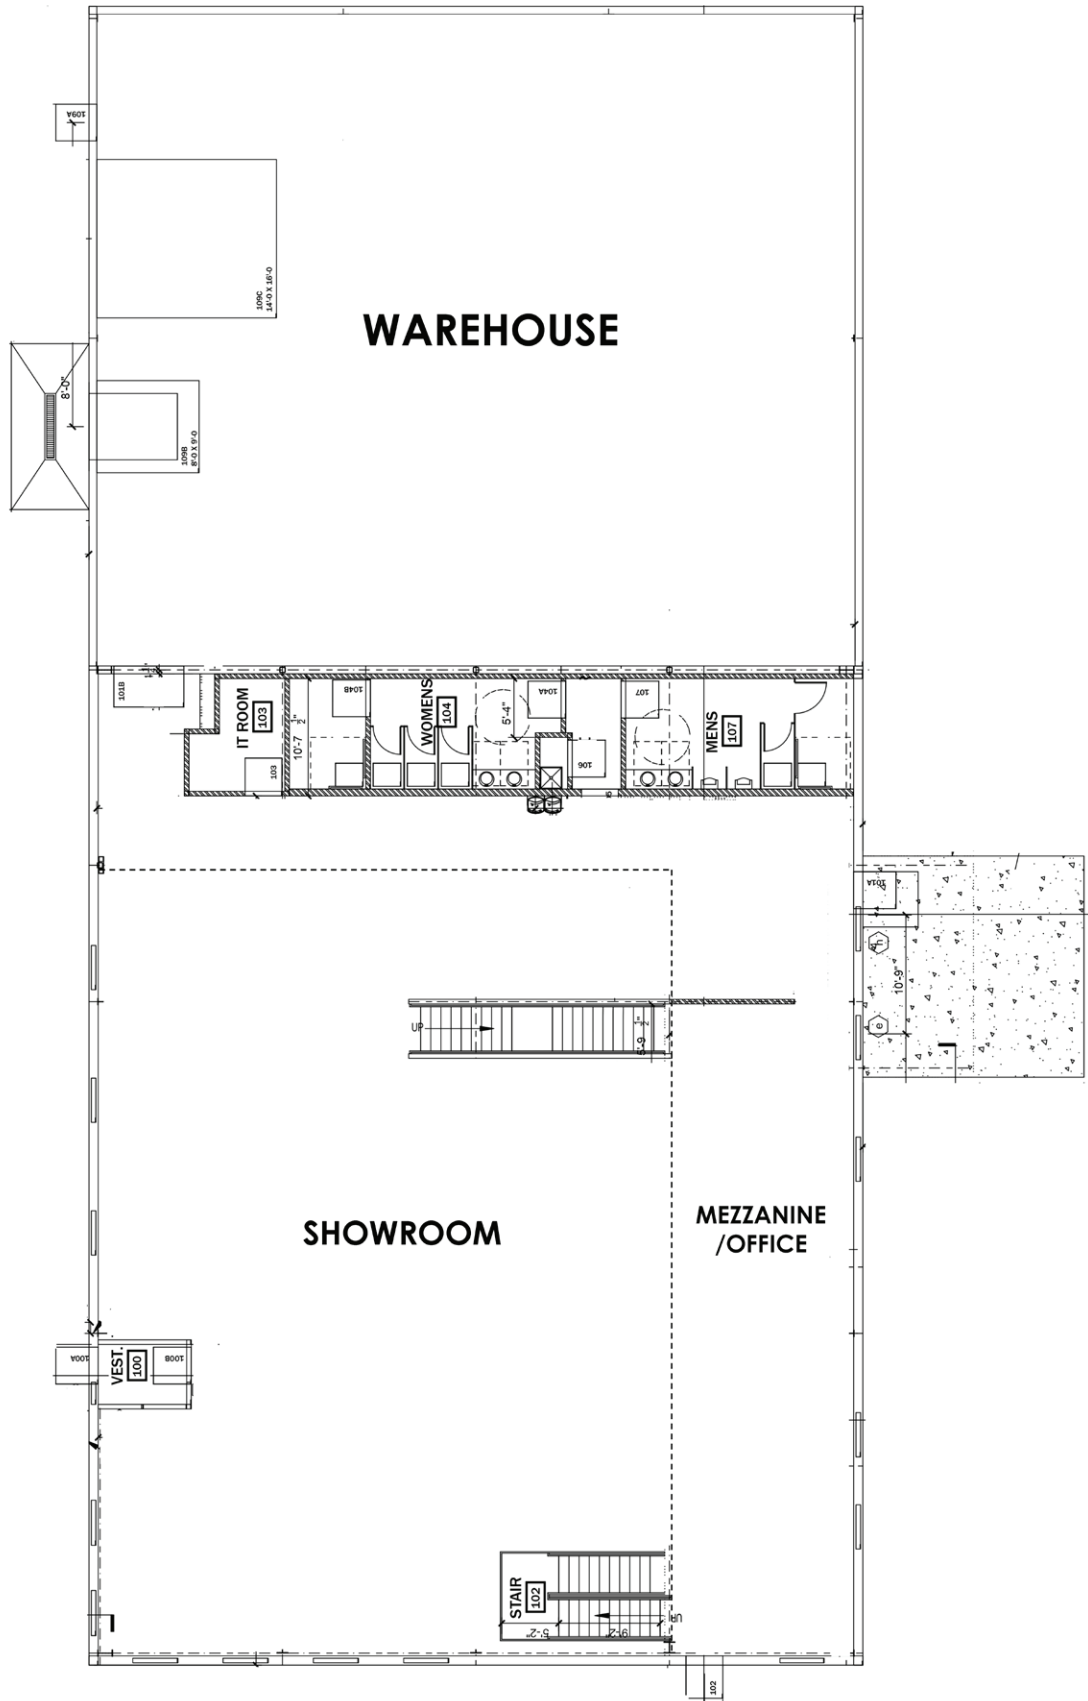 109A
109C
14'-0 X 16'-0
WAREHOUSE
8'-0"
109B
8'-0 X 9'-0
101B
IT ROOM
103
103
10'-7 1/2"
104B
WOMENS
104
5'-4"
104A
106
107
MENS
107
101A
h
10'-9"
e
UP
5'-9 1/2"
SHOWROOM
MEZZANINE
/OFFICE
100A
VEST.
100
100B
STAIR
102
5'-2"
9'-2"
UP
102